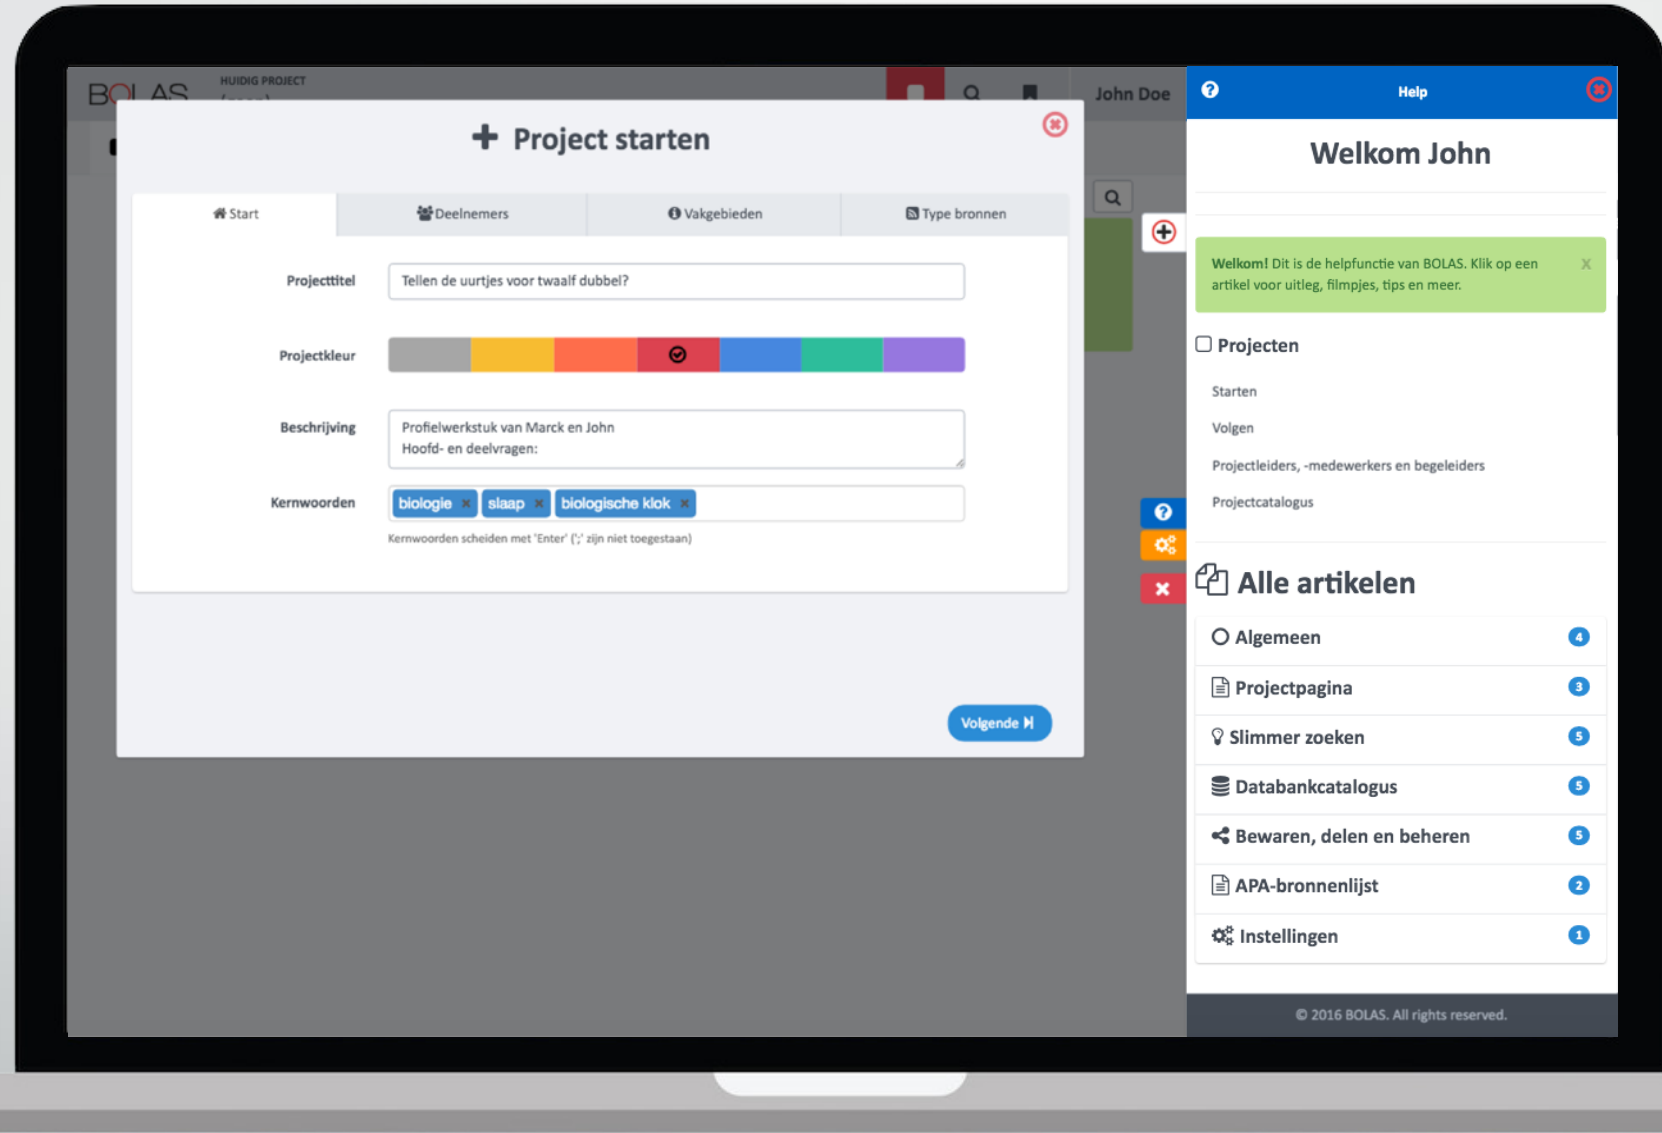 BOLAS
HUIDIG PROJECT
John Doe
Project starten
Start
Deelnemers
Vakgebieden
Type bronnen
Projecttitel
Tellen de uurtjes voor twaalf dubbel?
Projectkleur
Beschrijving
Profielwerkstuk van Marck en John
Hoofd- en deelvragen:
Kernwoorden
biologie × slaap × biologische klok ×
Kernwoorden scheiden met 'Enter' (';' zijn niet toegestaan)
Volgende
Help
Welkom John
Welkom! Dit is de helpfunctie van BOLAS. Klik op een
artikel voor uitleg, filmpjes, tips en meer.
X
Projecten
Starten
Volgen
Projectleiders, -medewerkers en begeleiders
Projectcatalogus
Alle artikelen
Algemeen 4
Projectpagina 3
Slimmer zoeken 5
Databankcatalogus 5
Bewaren, delen en beheren 5
APA-bronnenlijst 2
Instellingen 1
© 2016 BOLAS. All rights reserved.